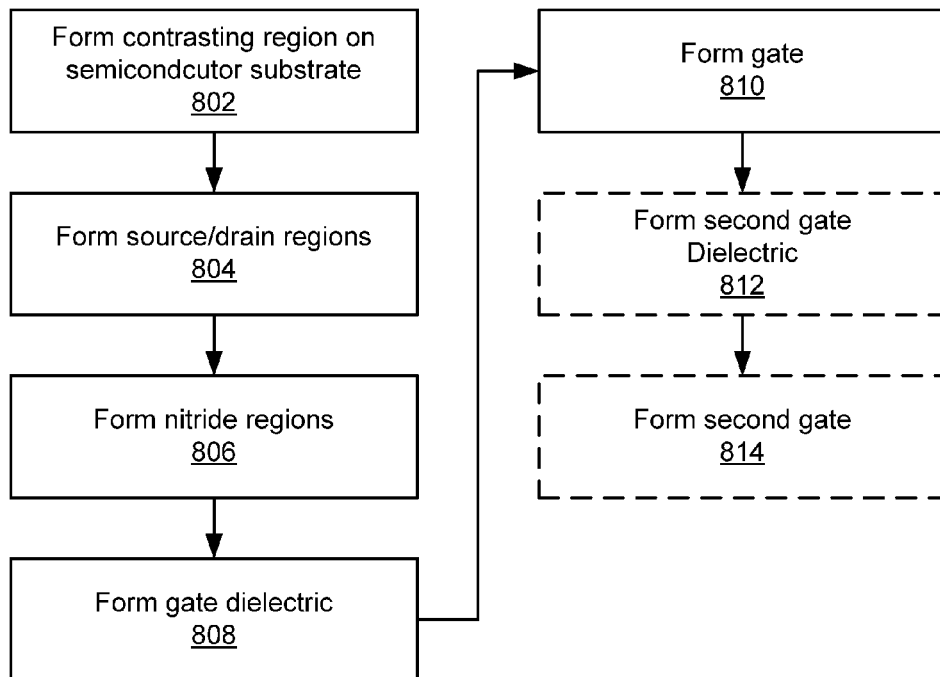 Form contrasting region on
semicondcutor substrate
802
Form source/drain regions
804
Form nitride regions
806
Form gate dielectric
808
Form gate
810
Form second gate
Dielectric
812
Form second gate
814